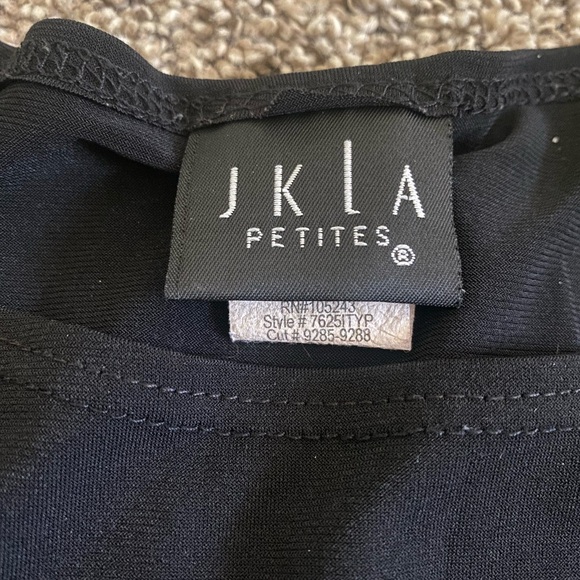 JKLA
PETITES®
RN#105243
Style # 7625ITYP
Cut # 9285-9288